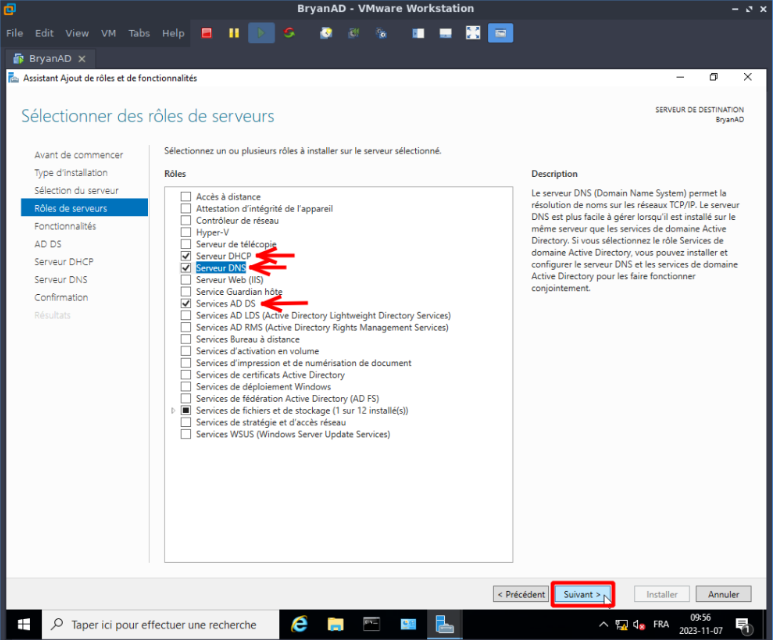 BryanAD - VMware Workstation
File Edit View VM Tabs Help
BryanAD
Assistant Ajout de rôles et de fonctionnalités
Sélectionner des rôles de serveurs
SERVEUR DE DESTINATION
BryanAD
Avant de commencer
Type d'installation
Sélection du serveur
Rôles de serveurs
Fonctionnalités
AD DS
Serveur DHCP
Serveur DNS
Confirmation
Résultats
Sélectionnez un ou plusieurs rôles à installer sur le serveur sélectionné.
Rôles
Accès à distance
Attestation d'intégrité de l'appareil
Contrôleur de réseau
Hyper-V
Serveur de télécopie
Serveur DHCP
Serveur DNS
Serveur Web (IIS)
Service Guardian hôte
Services AD DS
Services AD LDS (Active Directory Lightweight Directory Services)
Services AD RMS (Active Directory Rights Management Services)
Services Bureau à distance
Services d'activation en volume
Services d'impression et de numérisation de document
Services de certificats Active Directory
Services de déploiement Windows
Services de fédération Active Directory (AD FS)
Services de fichiers et de stockage (1 sur 12 installé(s))
Services de stratégie et d'accès réseau
Services WSUS (Windows Server Update Services)
Description
Le serveur DNS (Domain Name System) permet la
résolution de noms sur les réseaux TCP/IP. Le serveur
DNS est plus facile à gérer lorsqu'il est installé sur le
même serveur que les services de domaine Active
Directory. Si vous sélectionnez le rôle Services de
domaine Active Directory, vous pouvez installer et
configurer le serveur DNS et les services de domaine
Active Directory pour les faire fonctionner
conjointement.
< Précédent
Suivant >
Installer
Annuler
Taper ici pour effectuer une recherche
FRA
09:56
2023-11-07
1